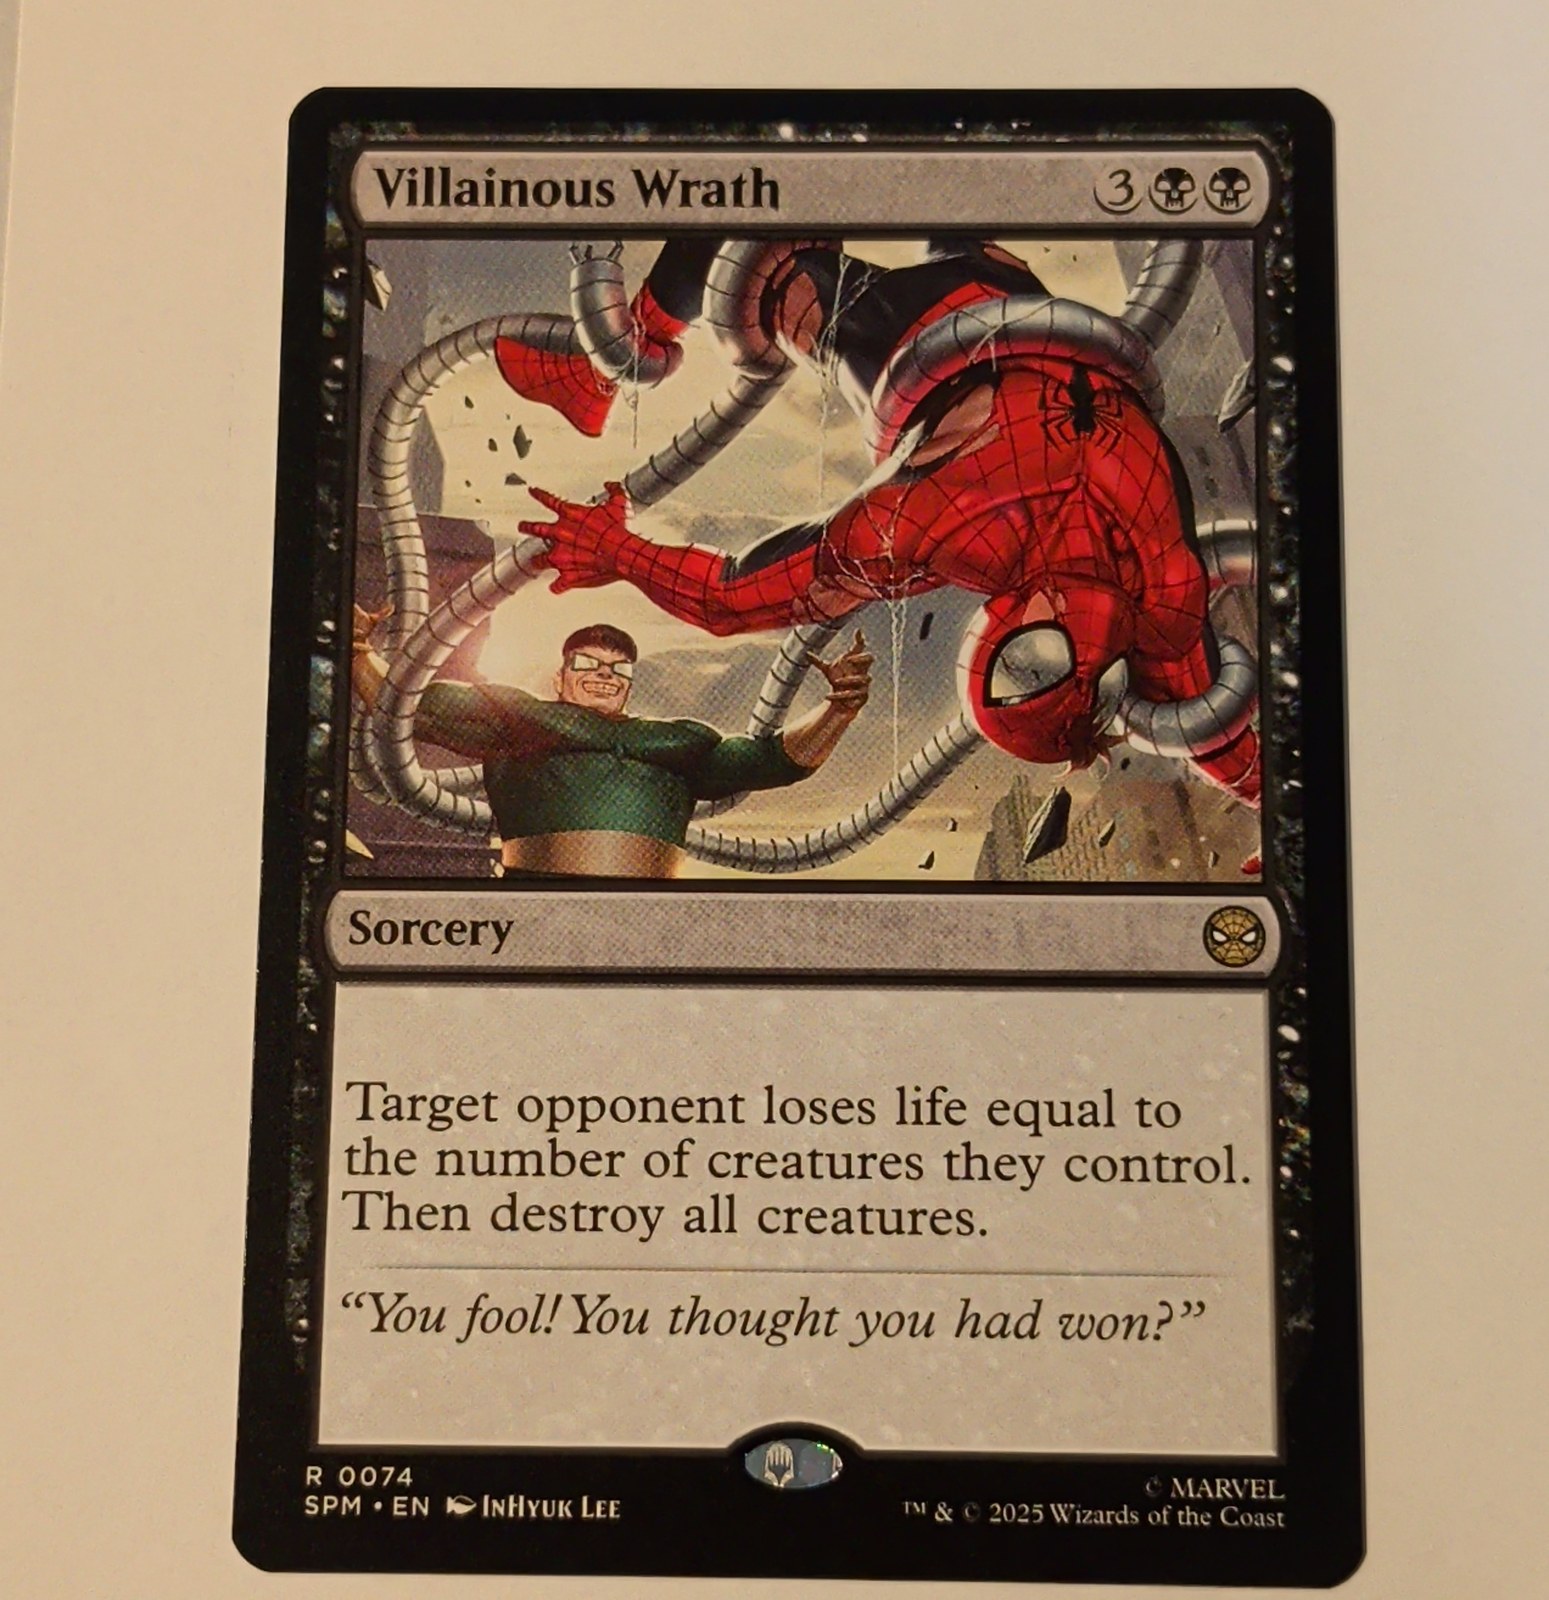 Villainous Wrath 3
Sorcery
Target opponent loses life equal to
the number of creatures they control.
Then destroy all creatures.
“You fool! You thought you had won?”
R 0074
SPM • EN InHyuk Lee
© MARVEL
™ & © 2025 Wizards of the Coast